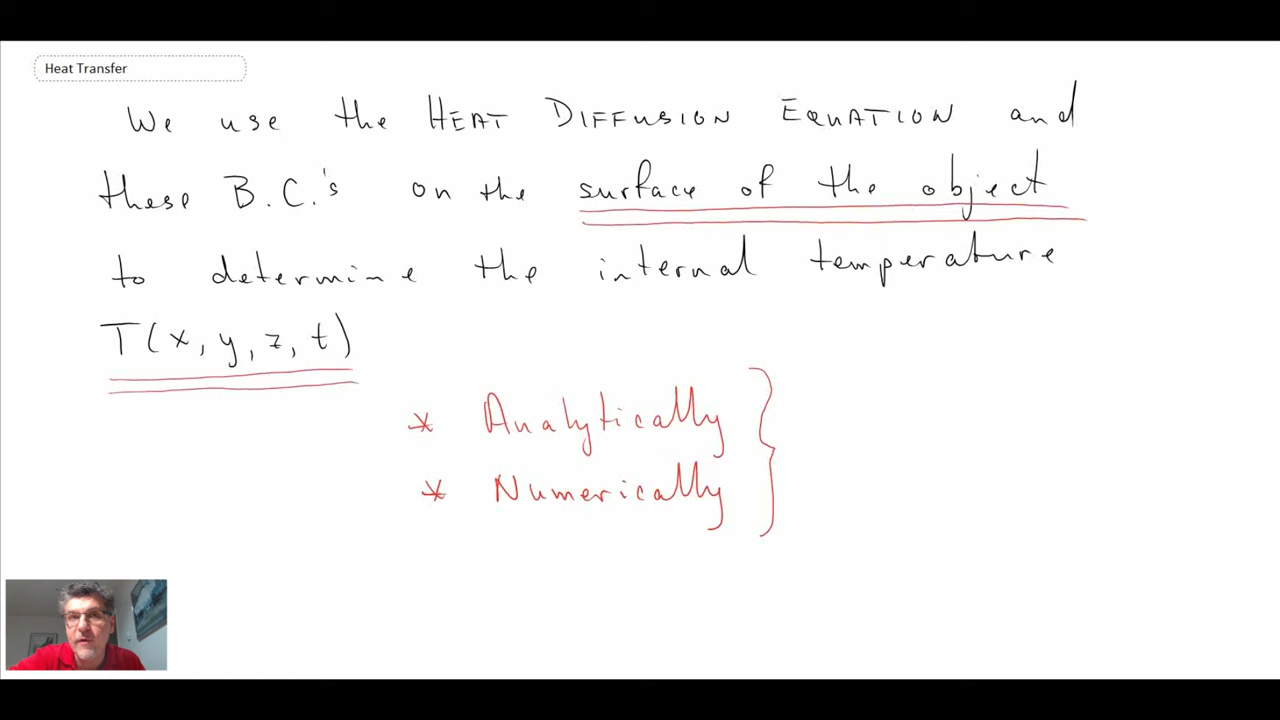 Heat Transfer
We use the HEAT DIFFUSION EQUATION and
these B.C.'s on the surface of the object
to determine the internal temperature
T(x, y, z, t)
* Analytically
* Numerically